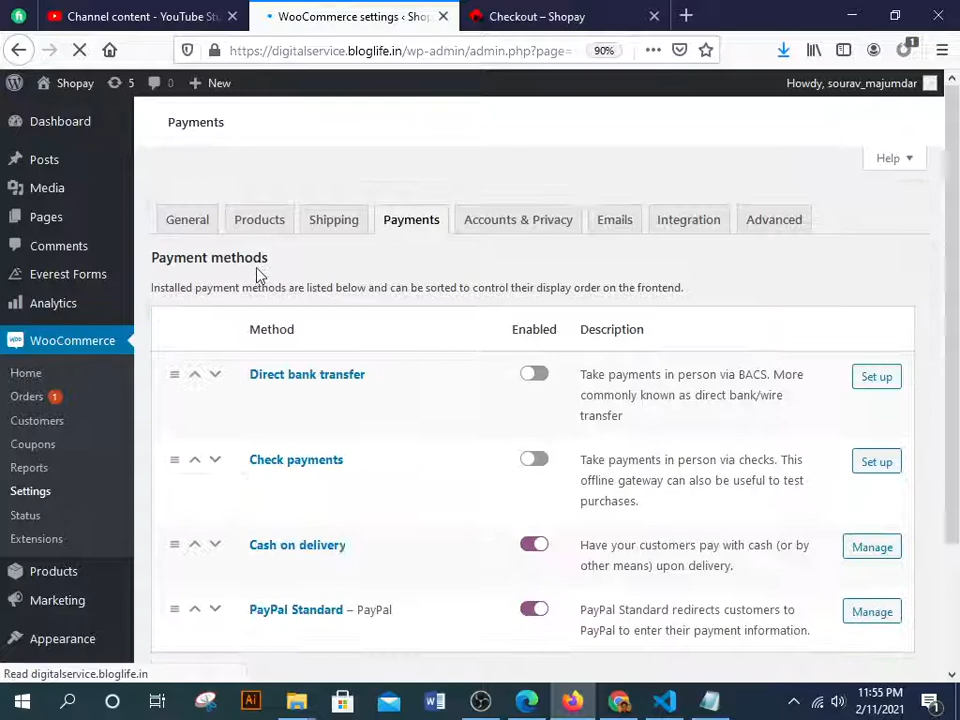 Channel content - YouTube Stu
WooCommerce settings ‹ Shop
Checkout – Shopay
https://digitalservice.bloglife.in/wp-admin/admin.php?page=
90%
1
Shopay
5
0
New
Howdy, sourav_majumdar
Dashboard
Posts
Media
Pages
Comments
Everest Forms
Analytics
WooCommerce
Home
Orders 1
Customers
Coupons
Reports
Settings
Status
Extensions
Products
Marketing
Appearance
Payments
Help
General
Products
Shipping
Payments
Accounts & Privacy
Emails
Integration
Advanced
Payment methods
Installed payment methods are listed below and can be sorted to control their display order on the frontend.
Method
Enabled
Description
Direct bank transfer
Take payments in person via BACS. More
commonly known as direct bank/wire
transfer
Set up
Check payments
Take payments in person via checks. This
offline gateway can also be useful to test
purchases.
Set up
Cash on delivery
Have your customers pay with cash (or by
other means) upon delivery.
Manage
PayPal Standard – PayPal
PayPal Standard redirects customers to
PayPal to enter their payment information.
Manage
Read digitalservice.bloglife.in
Ai
11:55 PM
2/11/2021
1